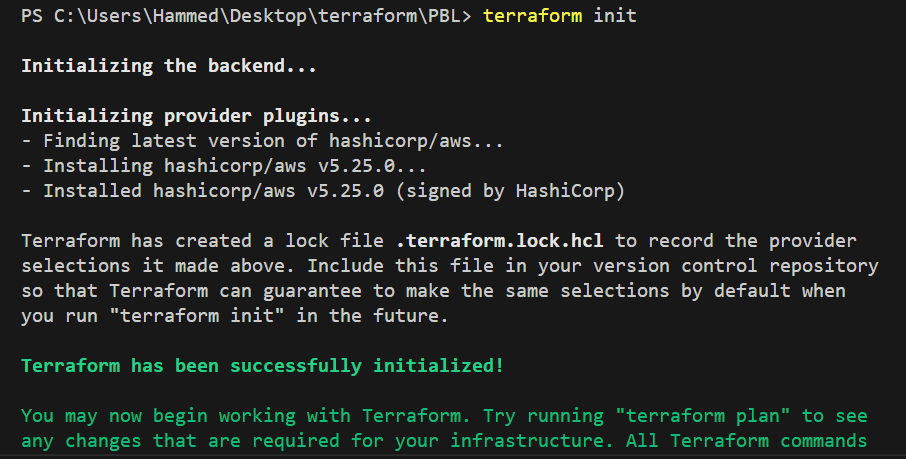 PS C:\Users\Hammed\Desktop\terraform\PBL> terraform init
Initializing the backend...
Initializing provider plugins...
- Finding latest version of hashicorp/aws...
- Installing hashicorp/aws v5.25.0...
- Installed hashicorp/aws v5.25.0 (signed by HashiCorp)
Terraform has created a lock file .terraform.lock.hcl to record the provider
selections it made above. Include this file in your version control repository
so that Terraform can guarantee to make the same selections by default when
you run "terraform init" in the future.
Terraform has been successfully initialized!
You may now begin working with Terraform. Try running "terraform plan" to see
any changes that are required for your infrastructure. All Terraform commands